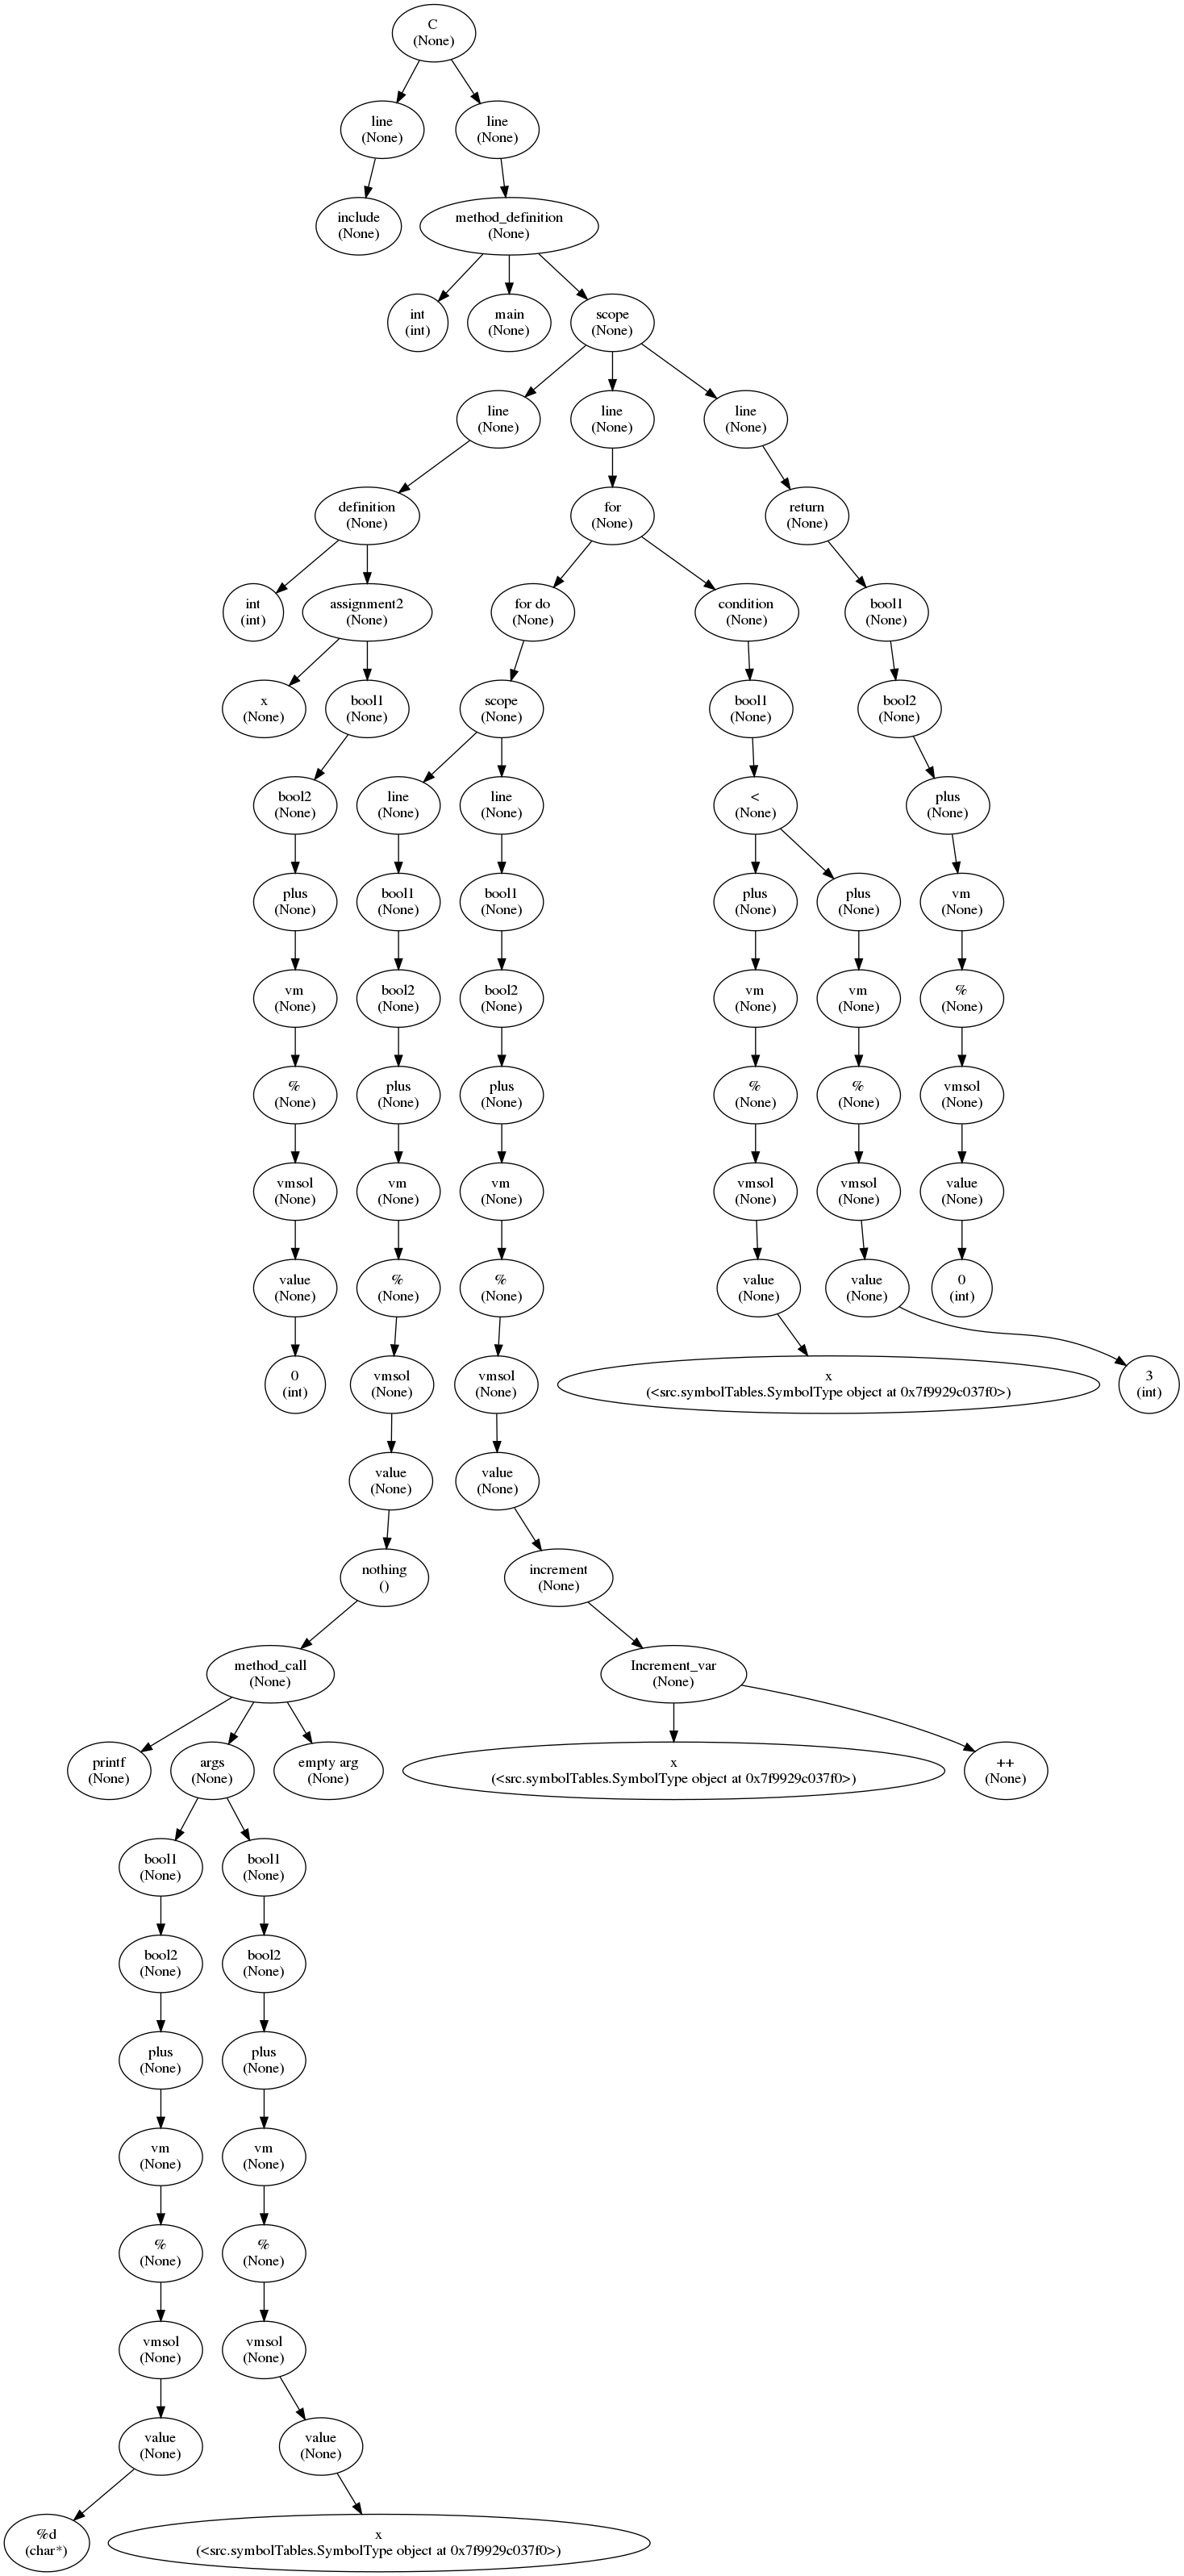 C
(None)
line
(None)
line
(None)
include
(None)
method_definition
(None)
int
(int)
main
(None)
scope
(None)
line
(None)
line
(None)
line
(None)
definition
(None)
for
(None)
return
(None)
int
(int)
assignment2
(None)
for do
(None)
condition
(None)
bool1
(None)
x
(None)
bool1
(None)
scope
(None)
bool1
(None)
bool2
(None)
bool2
(None)
line
(None)
line
(None)
<
(None)
plus
(None)
plus
(None)
bool1
(None)
bool1
(None)
plus
(None)
plus
(None)
vm
(None)
vm
(None)
bool2
(None)
bool2
(None)
vm
(None)
vm
(None)
%
(None)
%
(None)
plus
(None)
plus
(None)
%
(None)
%
(None)
vmsol
(None)
vmsol
(None)
vm
(None)
vm
(None)
vmsol
(None)
vmsol
(None)
value
(None)
value
(None)
%
(None)
%
(None)
value
(None)
value
(None)
0
(int)
0
(int)
vmsol
(None)
vmsol
(None)
x
(<src.symbolTables.SymbolType object at 0x7f9929c037f0>)
3
(int)
value
(None)
value
(None)
nothing
()
increment
(None)
method_call
(None)
Increment_var
(None)
printf
(None)
args
(None)
empty arg
(None)
x
(<src.symbolTables.SymbolType object at 0x7f9929c037f0>)
++
(None)
bool1
(None)
bool1
(None)
bool2
(None)
bool2
(None)
plus
(None)
plus
(None)
vm
(None)
vm
(None)
%
(None)
%
(None)
vmsol
(None)
vmsol
(None)
value
(None)
value
(None)
%d
(char*)
x
(<src.symbolTables.SymbolType object at 0x7f9929c037f0>)